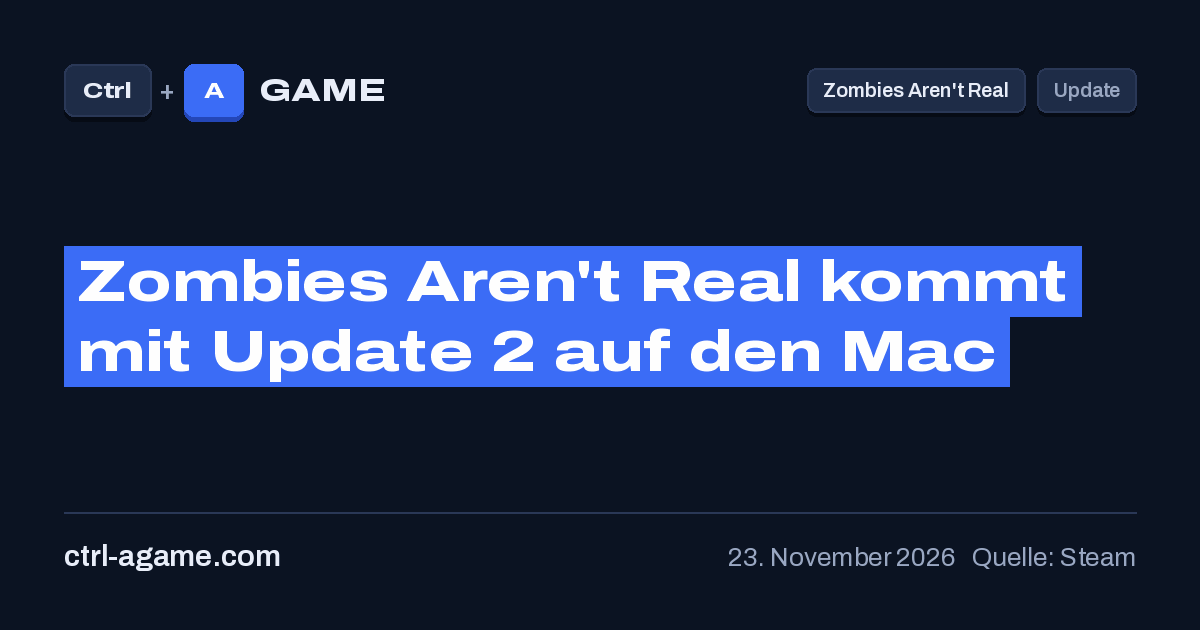 Ctrl + A GAME
Zombies Aren't Real
Update
Zombies Aren't Real kommt
mit Update 2 auf den Mac
ctrl-agame.com
23. November 2026 Quelle: Steam